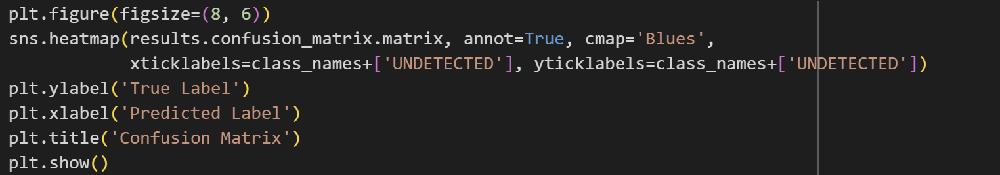 plt.figure(figsize=(8, 6))
sns.heatmap(results.confusion_matrix.matrix, annot=True, cmap='Blues',
            xticklabels=class_names+['UNDETECTED'], yticklabels=class_names+['UNDETECTED'])
plt.ylabel('True Label')
plt.xlabel('Predicted Label')
plt.title('Confusion Matrix')
plt.show()